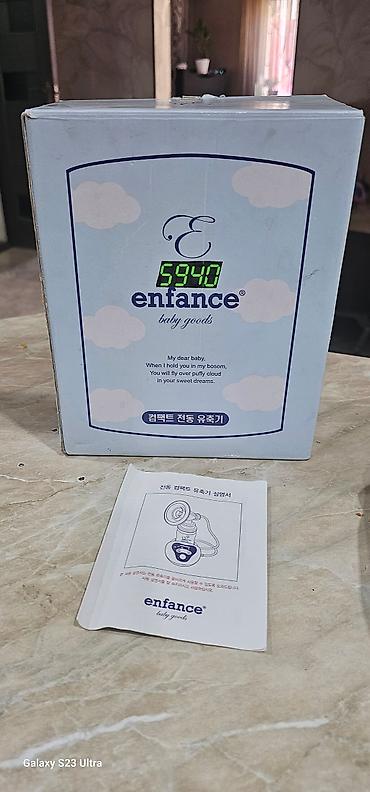 E
5940
enfance®
baby goods
My dear baby,
When I hold you in my bosom,
You will fly over puffy cloud
in your sweet dreams.
컴팩트 전동 유축기
전동 컴팩트 유축기 설명서
enfance®
baby goods
Galaxy S23 Ultra